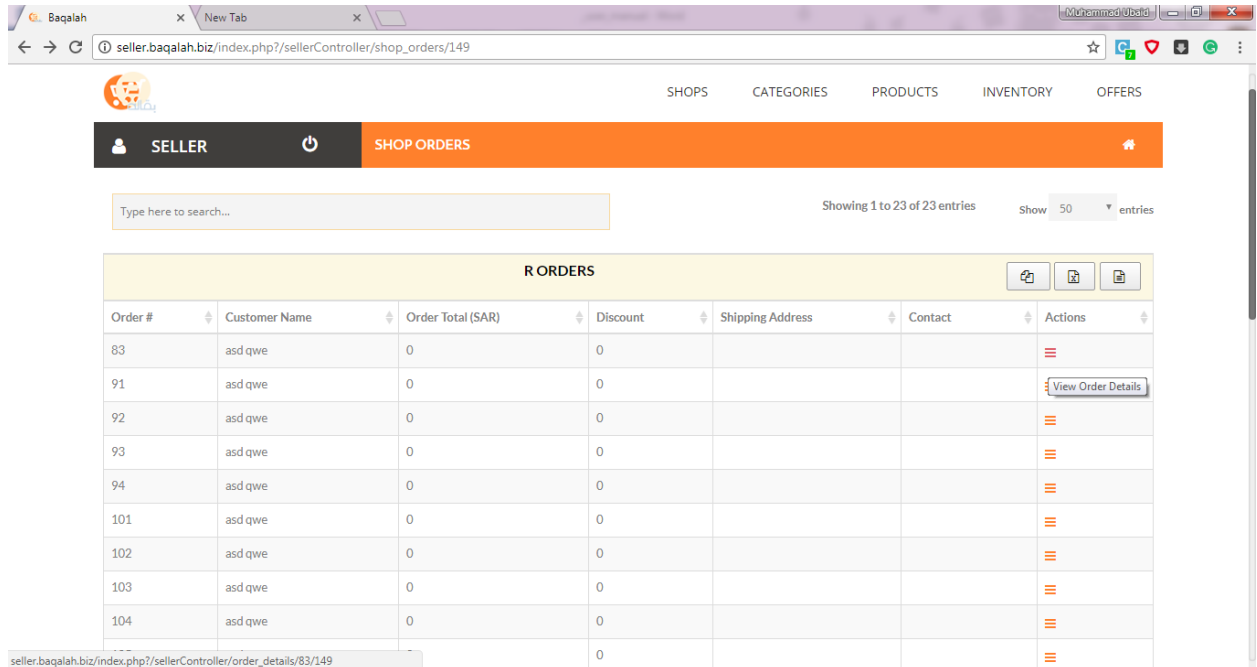 Baqalah
New Tab
Muhammad Ubaid
seller.baqalah.biz/index.php?/sellerController/shop_orders/149
7
بقالة
SHOPS CATEGORIES PRODUCTS INVENTORY OFFERS
SELLER SHOP ORDERS
Type here to search... Showing 1 to 23 of 23 entries Show 50 entries
R ORDERS
Order # Customer Name Order Total (SAR) Discount Shipping Address Contact Actions
83 asd qwe 0 0
91 asd qwe 0 0 View Order Details
92 asd qwe 0 0
93 asd qwe 0 0
94 asd qwe 0 0
101 asd qwe 0 0
102 asd qwe 0 0
103 asd qwe 0 0
104 asd qwe 0 0
0
seller.baqalah.biz/index.php?/sellerController/order_details/83/149